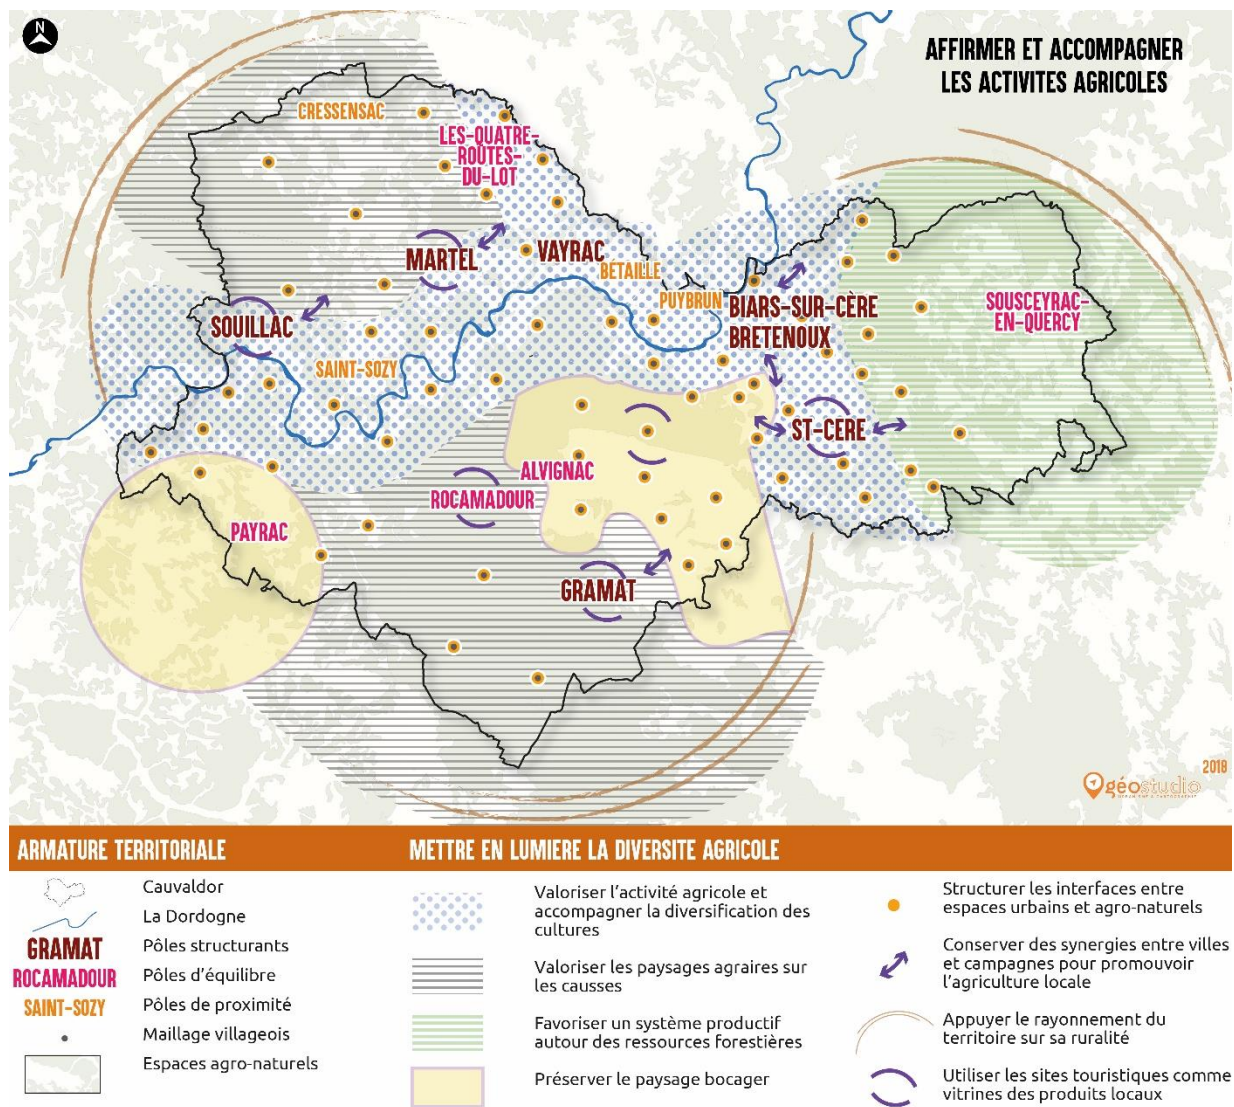 N
AFFIRMER ET ACCOMPAGNER
LES ACTIVITES AGRICOLES
CRESSENSAC
LES-QUATRE-
ROUTES-
DU-LOT
MARTEL
VAYRAC
BETAILLE
PUYBRUN
BIARS-SUR-CÈRE
BRETENOUX
SOUSCEYRAC-
EN-QUERCY
SOUILLAC
SAINT-SOZY
ST-CERE
ALVIGNAC
ROCAMADOUR
PAYRAC
GRAMAT
2018
géostudio
ARMATURE TERRITORIALE
Cauvaldor
La Dordogne
GRAMAT
Pôles structurants
ROCAMADOUR
Pôles d'équilibre
SAINT-SOZY
Pôles de proximité
Maillage villageois
Espaces agro-naturels
METTRE EN LUMIERE LA DIVERSITE AGRICOLE
Valoriser l'activité agricole et
accompagner la diversification des
cultures
Valoriser les paysages agraires sur
les causses
Favoriser un système productif
autour des ressources forestières
Préserver le paysage bocager
Structurer les interfaces entre
espaces urbains et agro-naturels
Conserver des synergies entre villes
et campagnes pour promouvoir
l'agriculture locale
Appuyer le rayonnement du
territoire sur sa ruralité
Utiliser les sites touristiques comme
vitrines des produits locaux